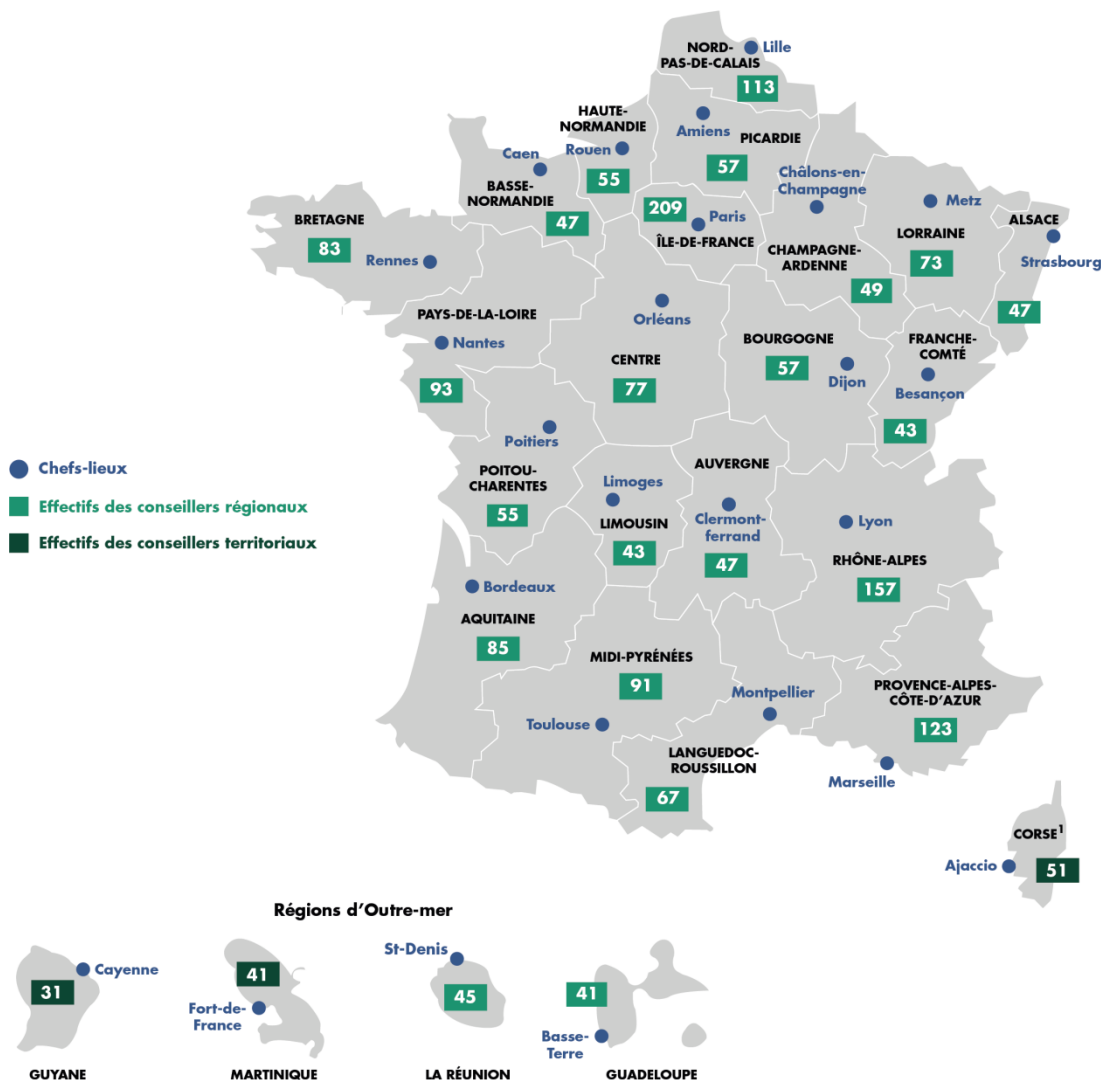 NORD-
PAS-DE-CALAIS
Lille
113
HAUTE-
NORMANDIE
Rouen
55
Amiens
PICARDIE
57
Caen
BASSE-
NORMANDIE
47
209
Paris
ÎLE-DE-FRANCE
Châlons-en-
Champagne
CHAMPAGNE-
ARDENNE
49
Metz
LORRAINE
73
ALSACE
Strasbourg
47
BRETAGNE
83
Rennes
PAYS-DE-LA-LOIRE
Nantes
93
Orléans
CENTRE
77
BOURGOGNE
57
Dijon
FRANCHE-
COMTÉ
Besançon
43
Poitiers
POITOU-
CHARENTES
55
Limoges
LIMOUSIN
43
AUVERGNE
Clermont-
ferrand
47
Lyon
RHÔNE-ALPES
157
Chefs-lieux
Effectifs des conseillers régionaux
Effectifs des conseillers territoriaux
Bordeaux
AQUITAINE
85
MIDI-PYRÉNÉES
91
Toulouse
Montpellier
LANGUEDOC-
ROUSSILLON
67
PROVENCE-ALPES-
CÔTE-D'AZUR
123
Marseille
CORSE¹
Ajaccio
51
Régions d'Outre-mer
Cayenne
31
GUYANE
41
Fort-de-
France
MARTINIQUE
St-Denis
45
LA RÉUNION
41
Basse-
Terre
GUADELOUPE